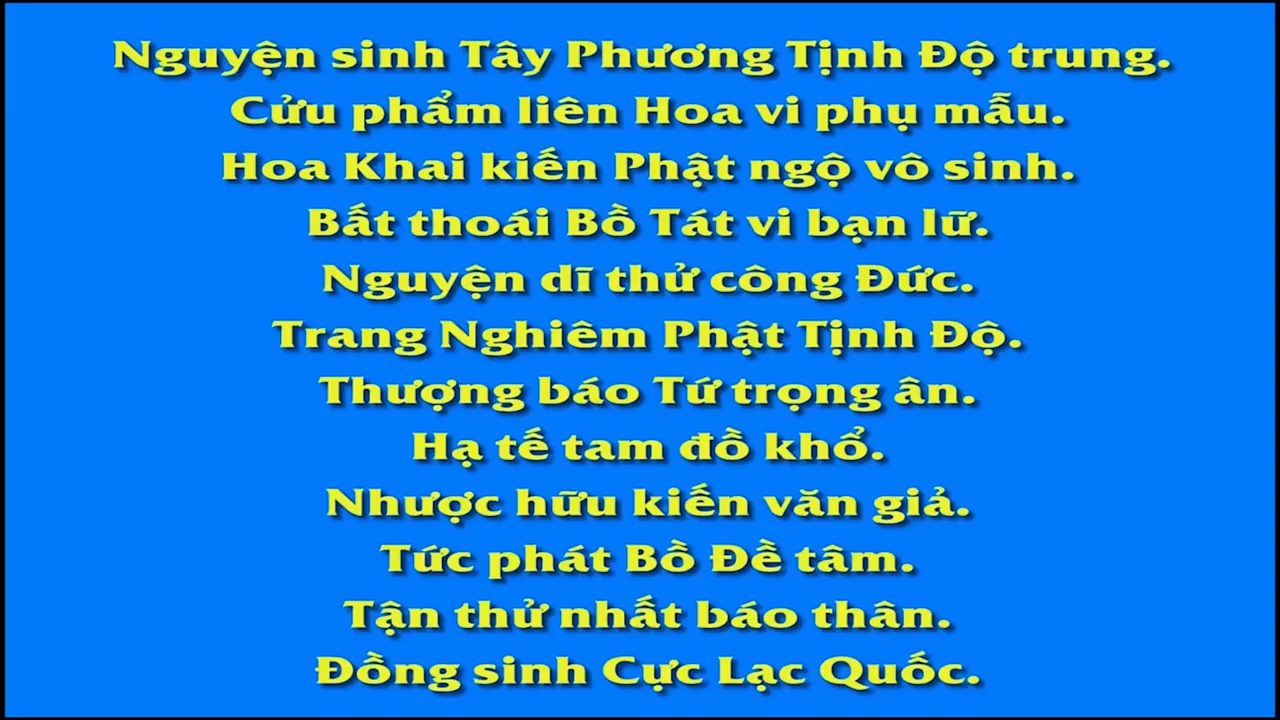 Nguyện sinh Tây Phương Tịnh Độ trung.
Cửu phẩm liên Hoa vi phụ mẫu.
Hoa Khai kiến Phật ngộ vô sinh.
Bất thoái Bồ Tát vi bạn lữ.
Nguyện dĩ thử công Đức.
Trang Nghiêm Phật Tịnh Độ.
Thượng báo Tứ trọng ân.
Hạ tế tam đồ khổ.
Nhược hữu kiến văn giả.
Tức phát Bồ Đề tâm.
Tận thử nhất báo thân.
Đồng sinh Cực Lạc Quốc.